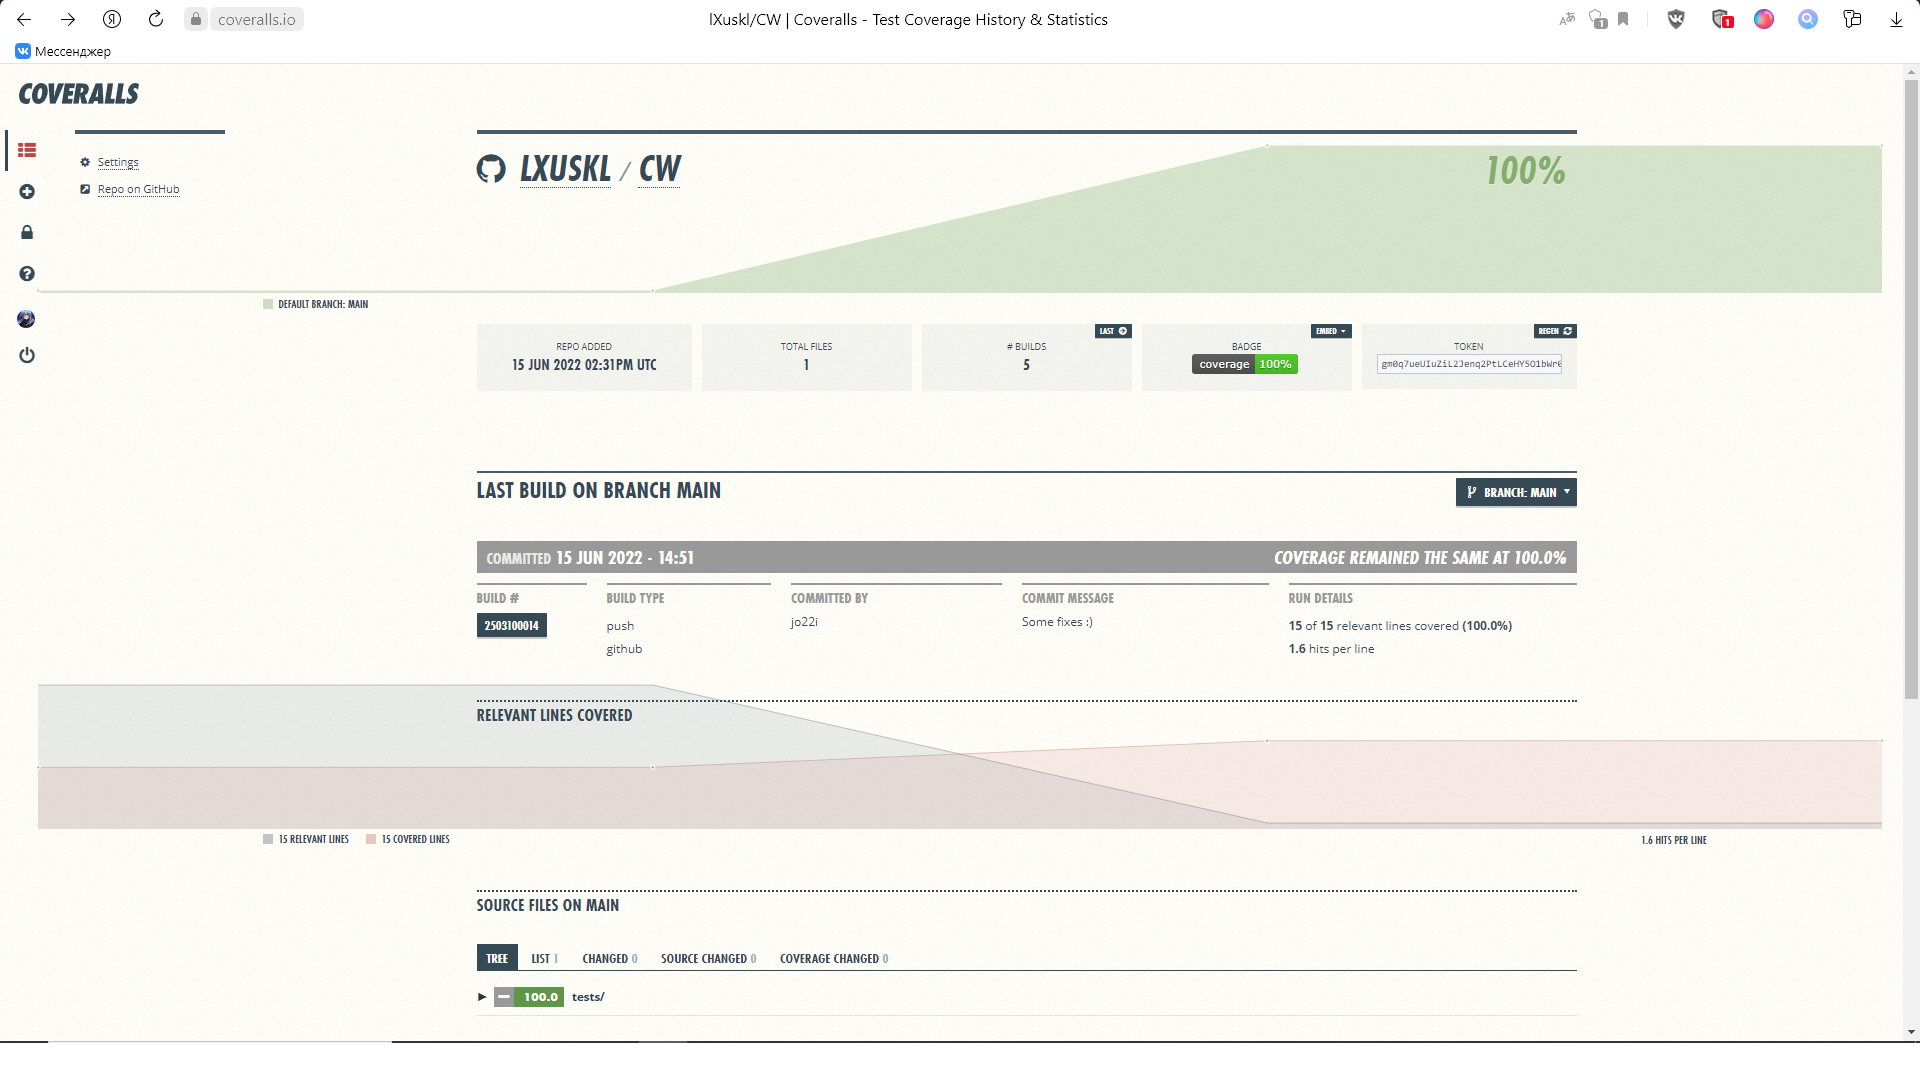 coveralls.io
lXuskl/CW | Coveralls - Test Coverage History & Statistics
1
1
Мессенджер
COVERALLS
Settings
Repo on GitHub
LXUSKL / CW
100%
DEFAULT BRANCH: MAIN
REPO ADDED
15 JUN 2022 02:31PM UTC
TOTAL FILES
1
LAST
# BUILDS
5
EMBED
BADGE
coverage 100%
REGEN
TOKEN
LAST BUILD ON BRANCH MAIN
BRANCH: MAIN
COMMITTED 15 JUN 2022 - 14:51
COVERAGE REMAINED THE SAME AT 100.0%
BUILD #
2503100014
BUILD TYPE
push
github
COMMITTED BY
jo22i
COMMIT MESSAGE
Some fixes :)
RUN DETAILS
15 of 15 relevant lines covered (100.0%)
1.6 hits per line
RELEVANT LINES COVERED
15 RELEVANT LINES
15 COVERED LINES
1.6 HITS PER LINE
SOURCE FILES ON MAIN
TREE
LIST 1
CHANGED 0
SOURCE CHANGED 0
COVERAGE CHANGED 0
100.0 tests/